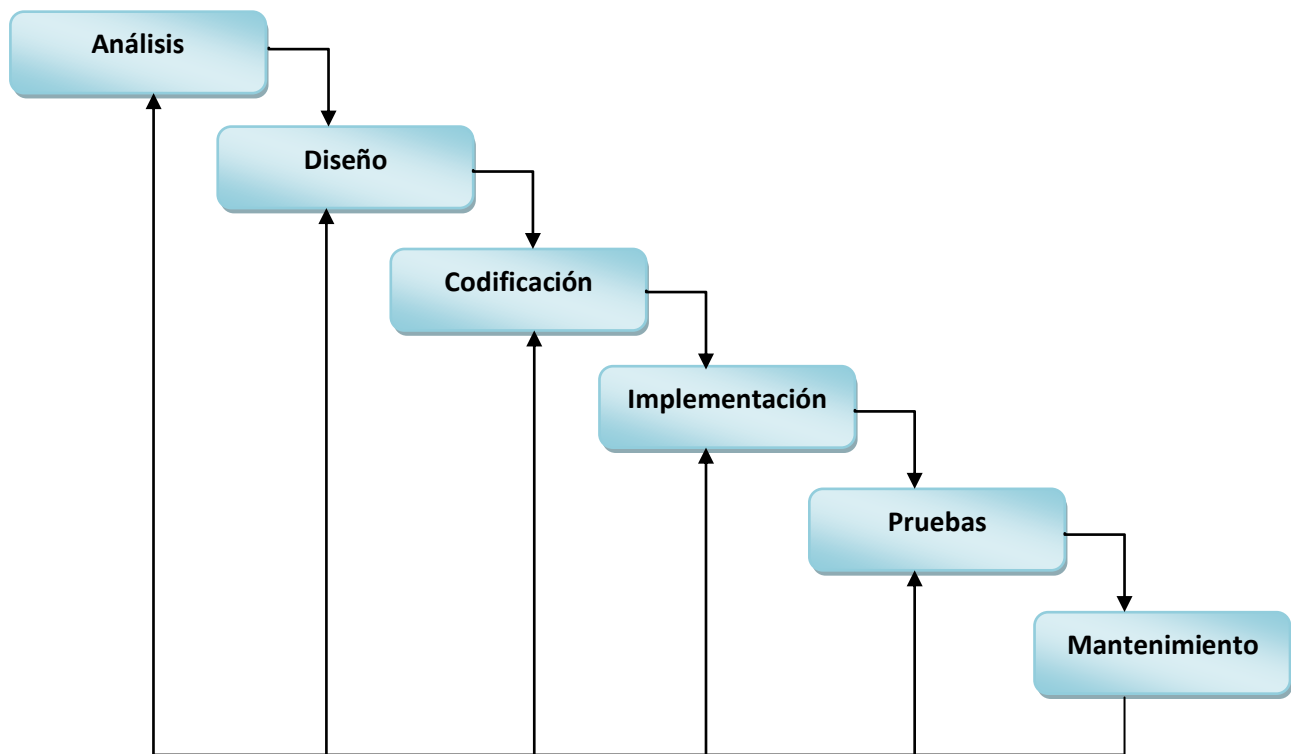 Análisis
Diseño
Codificación
Implementación
Pruebas
Mantenimiento